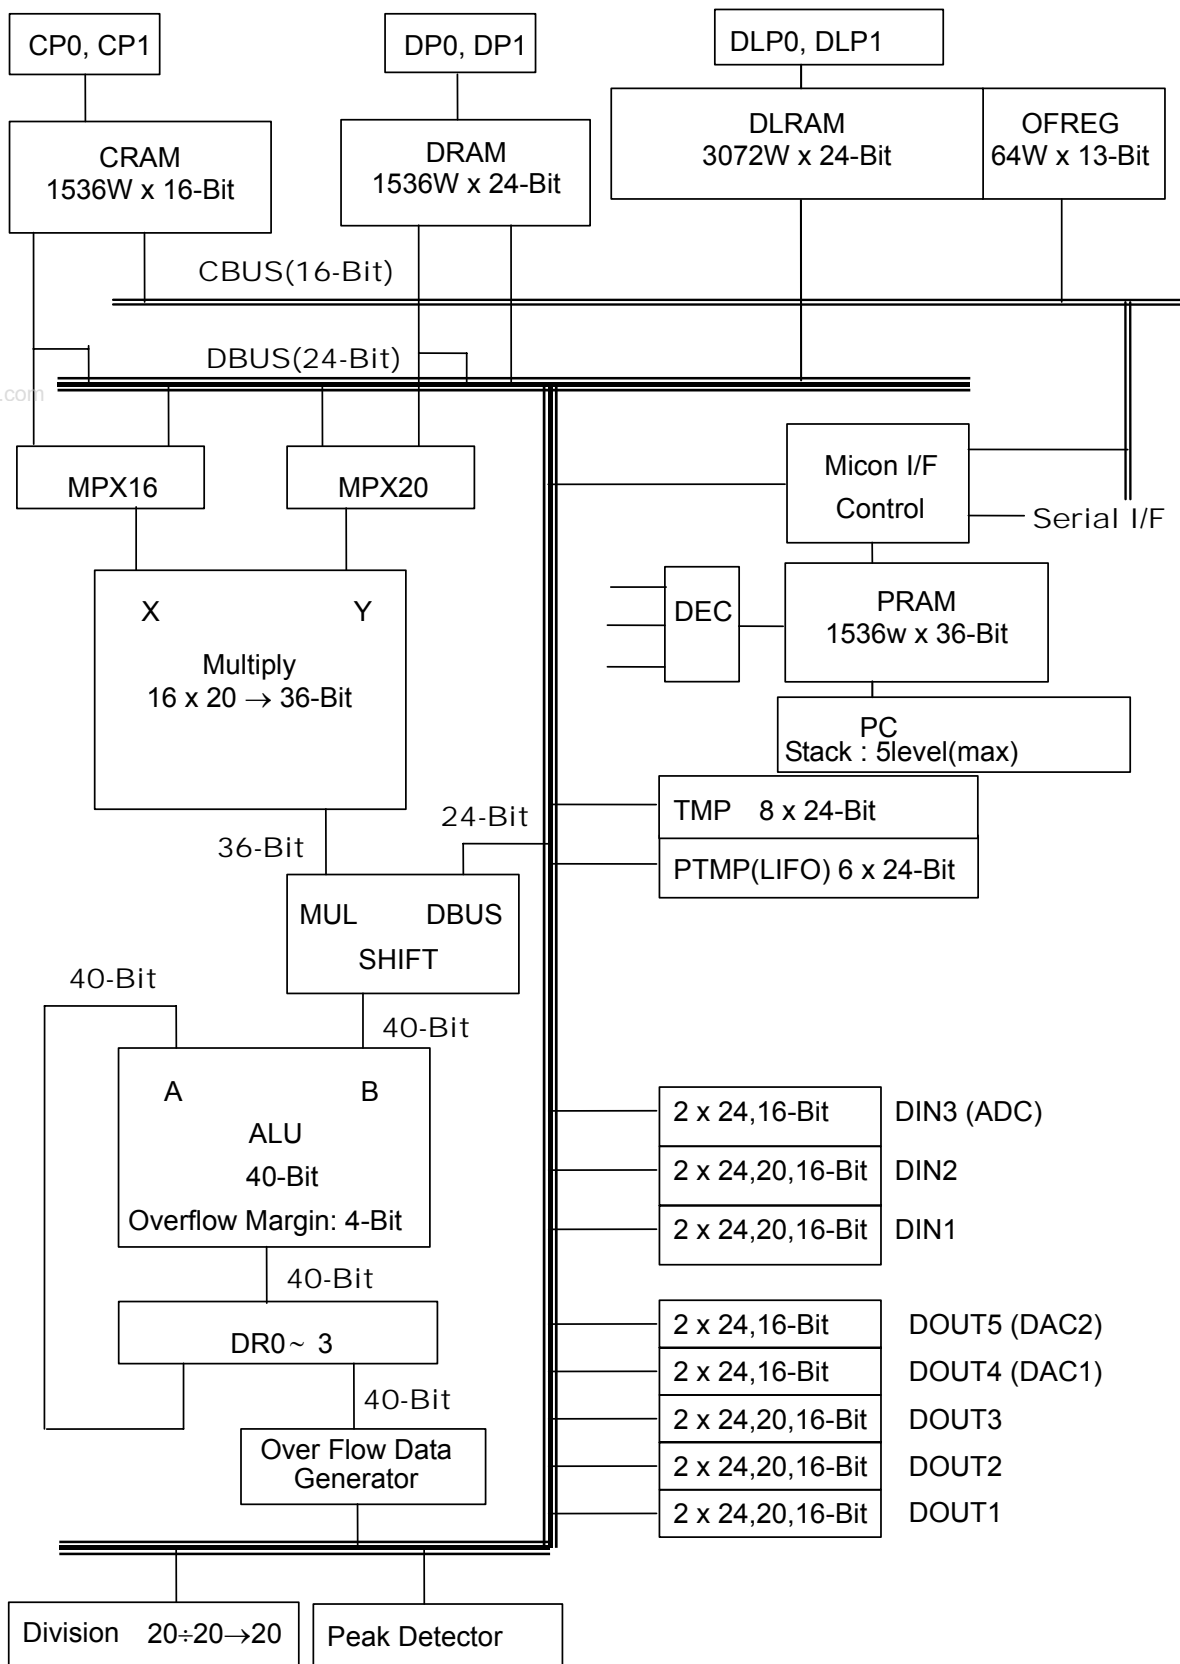 CP0, CP1
DP0, DP1
DLP0, DLP1
CRAM
1536W x 16-Bit
DRAM
1536W x 24-Bit
DLRAM
3072W x 24-Bit
OFREG
64W x 13-Bit
CBUS(16-Bit)
DBUS(24-Bit)
.com
MPX16
MPX20
Micon I/F
Control
Serial I/F
X
Y
Multiply
16 x 20 → 36-Bit
DEC
PRAM
1536w x 36-Bit
PC
Stack : 5level(max)
TMP 8 x 24-Bit
PTMP(LIFO) 6 x 24-Bit
24-Bit
36-Bit
MUL
DBUS
SHIFT
40-Bit
40-Bit
A
B
ALU
40-Bit
Overflow Margin: 4-Bit
40-Bit
DR0~ 3
40-Bit
Over Flow Data
Generator
2 x 24,16-Bit DIN3 (ADC)
2 x 24,20,16-Bit DIN2
2 x 24,20,16-Bit DIN1
2 x 24,16-Bit DOUT5 (DAC2)
2 x 24,16-Bit DOUT4 (DAC1)
2 x 24,20,16-Bit DOUT3
2 x 24,20,16-Bit DOUT2
2 x 24,20,16-Bit DOUT1
Division 20÷20→20
Peak Detector